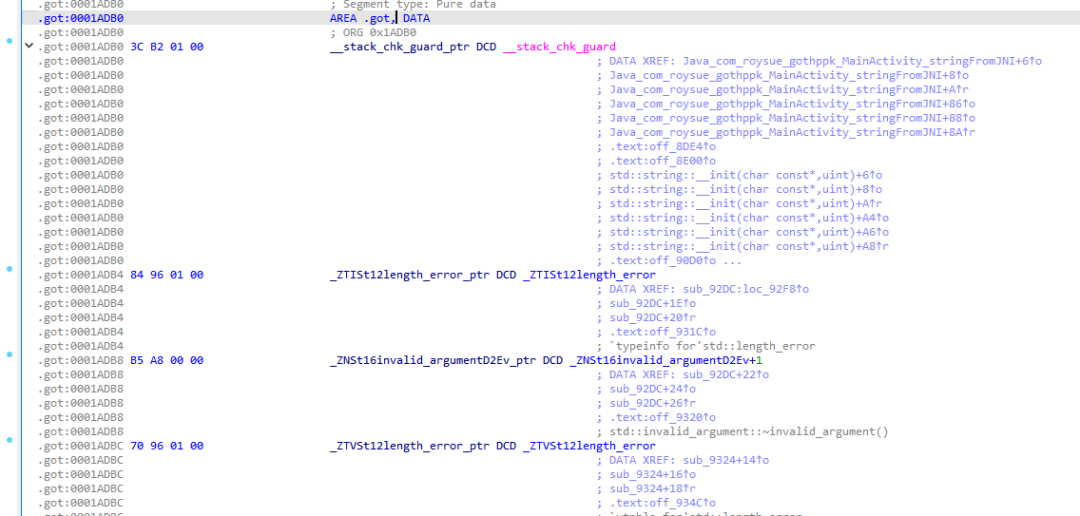 .got:0001ADB0 ; Segment type: Pure data
.got:0001ADB0 AREA .got, DATA
.got:0001ADB0 ; ORG 0x1ADB0
.got:0001ADB0 3C B2 01 00 __stack_chk_guard_ptr DCD __stack_chk_guard
.got:0001ADB0 ; DATA XREF: Java_com_roysue_gothppk_MainActivity_stringFromJNI+6↑o
.got:0001ADB0 ; Java_com_roysue_gothppk_MainActivity_stringFromJNI+8↑o
.got:0001ADB0 ; Java_com_roysue_gothppk_MainActivity_stringFromJNI+A↑r
.got:0001ADB0 ; Java_com_roysue_gothppk_MainActivity_stringFromJNI+86↑o
.got:0001ADB0 ; Java_com_roysue_gothppk_MainActivity_stringFromJNI+88↑o
.got:0001ADB0 ; Java_com_roysue_gothppk_MainActivity_stringFromJNI+8A↑r
.got:0001ADB0 ; .text:off_8DE4↑o
.got:0001ADB0 ; .text:off_8E00↑o
.got:0001ADB0 ; std::string::__init(char const*,uint)+6↑o
.got:0001ADB0 ; std::string::__init(char const*,uint)+8↑o
.got:0001ADB0 ; std::string::__init(char const*,uint)+A↑r
.got:0001ADB0 ; std::string::__init(char const*,uint)+A4↑o
.got:0001ADB0 ; std::string::__init(char const*,uint)+A6↑o
.got:0001ADB0 ; std::string::__init(char const*,uint)+A8↑r
.got:0001ADB0 ; .text:off_90D0↑o ...
.got:0001ADB4 84 96 01 00 _ZTISt12length_error_ptr DCD _ZTISt12length_error
.got:0001ADB4 ; DATA XREF: sub_92DC:loc_92F8↑o
.got:0001ADB4 ; sub_92DC+1E↑o
.got:0001ADB4 ; sub_92DC+20↑r
.got:0001ADB4 ; .text:off_931C↑o
.got:0001ADB4 ; `typeinfo for'std::length_error
.got:0001ADB8 B5 A8 00 00 _ZNSt16invalid_argumentD2Ev_ptr DCD _ZNSt16invalid_argumentD2Ev+1
.got:0001ADB8 ; DATA XREF: sub_92DC+22↑o
.got:0001ADB8 ; sub_92DC+24↑o
.got:0001ADB8 ; sub_92DC+26↑r
.got:0001ADB8 ; .text:off_9320↑o
.got:0001ADB8 ; std::invalid_argument::~invalid_argument()
.got:0001ADBC 70 96 01 00 _ZTVSt12length_error_ptr DCD _ZTVSt12length_error
.got:0001ADBC ; DATA XREF: sub_9324+14↑o
.got:0001ADBC ; sub_9324+16↑o
.got:0001ADBC ; sub_9324+18↑r
.got:0001ADBC ; .text:off_934C↑o